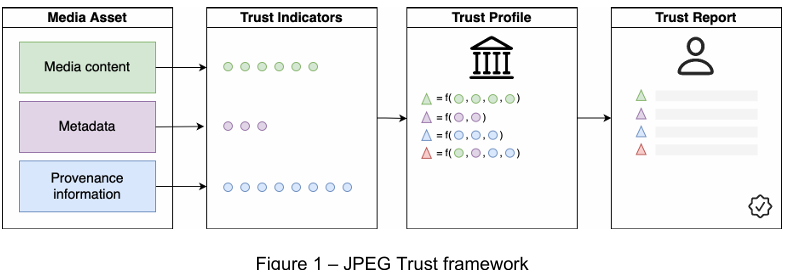 Media Asset
Trust Indicators
Trust Profile
Trust Report
Media content
Metadata
Provenance
information
= f( , , , )
= f( , )
= f( , , )
= f( , , , )
Figure 1 – JPEG Trust framework